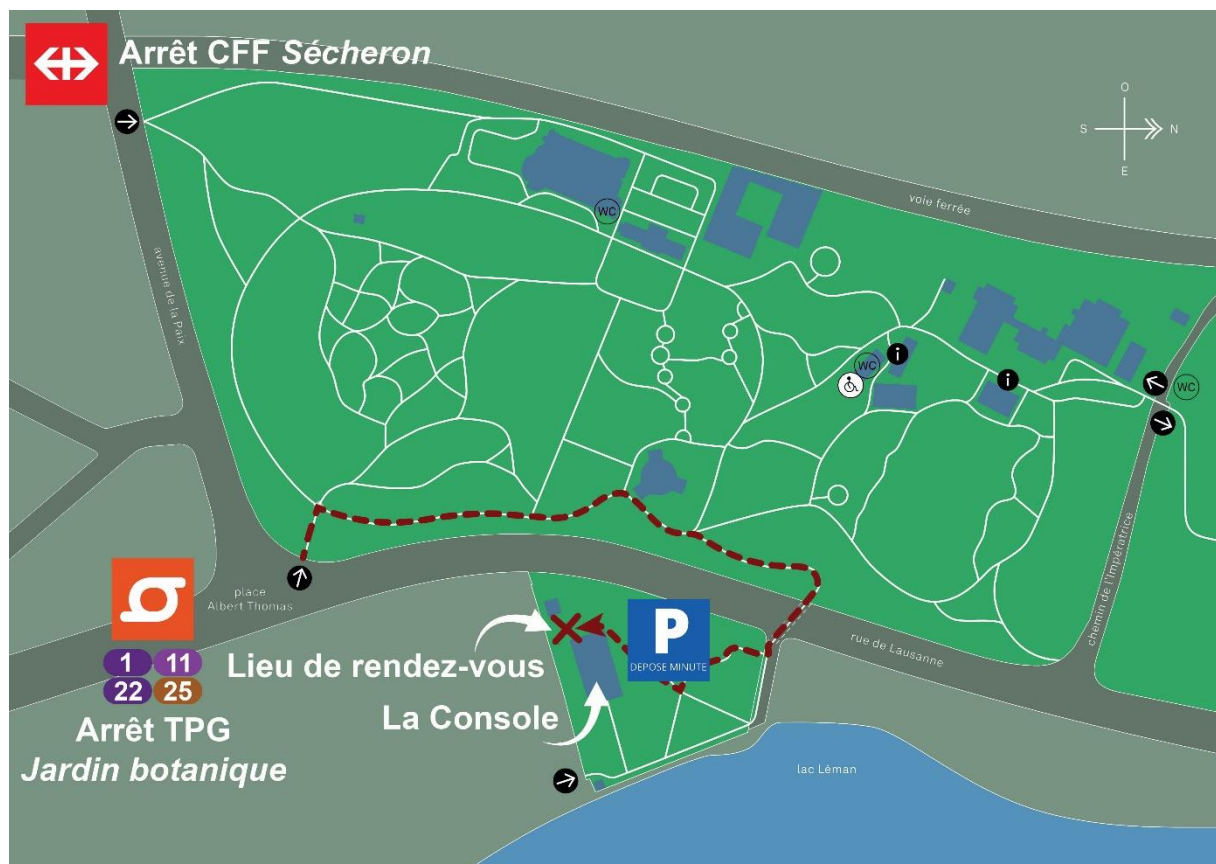 Arrêt CFF Sécheron
O
S
N
E
voie ferrée
WC
avenue de la Paix
i
WC
i
WC
chemin de l'Impératrice
place
Albert Thomas
P
DEPOSE MINUTE
rue de Lausanne
1
11
22
25
Lieu de rendez-vous
La Console
Arrêt TPG
Jardin botanique
lac Léman